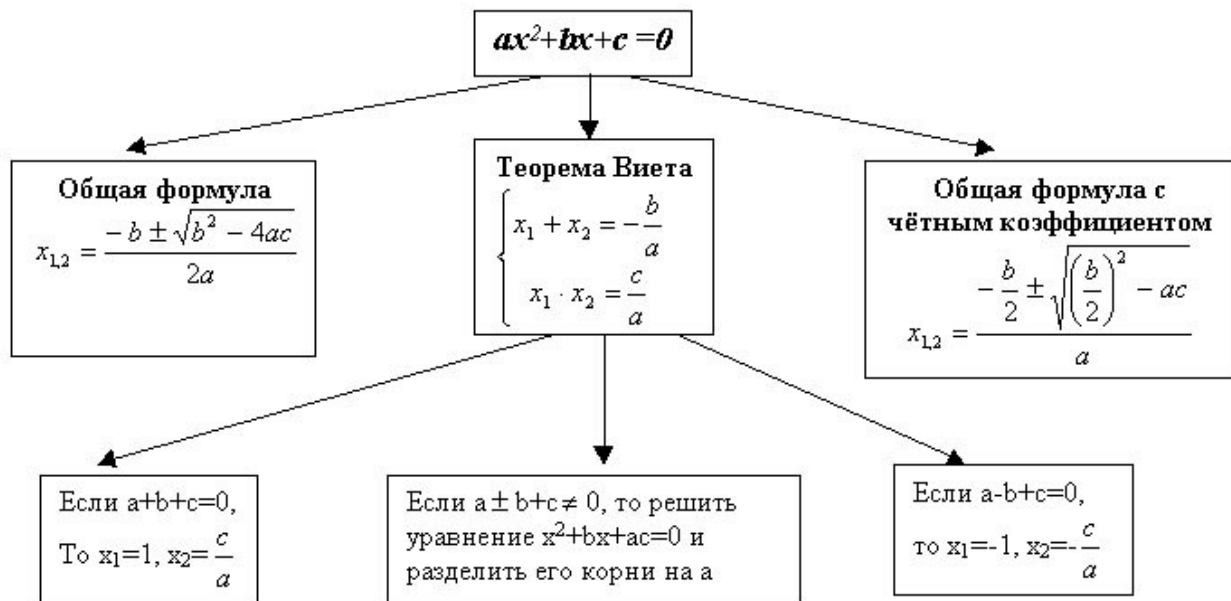 ax²+bx+c =0
Общая формула
x₁,₂ = (-b ± √(b² - 4ac)) / 2a
Теорема Виета
{ x₁ + x₂ = -b/a
x₁ · x₂ = c/a
Общая формула с
чётным коэффициентом
x₁,₂ = (-b/2 ± √((b/2)² - ac)) / a
Если a+b+c=0,
То x₁=1, x₂= c/a
Если a ± b+c ≠ 0, то решить
уравнение x²+bx+ac=0 и
разделить его корни на a
Если a-b+c=0,
то x₁=-1, x₂=-c/a